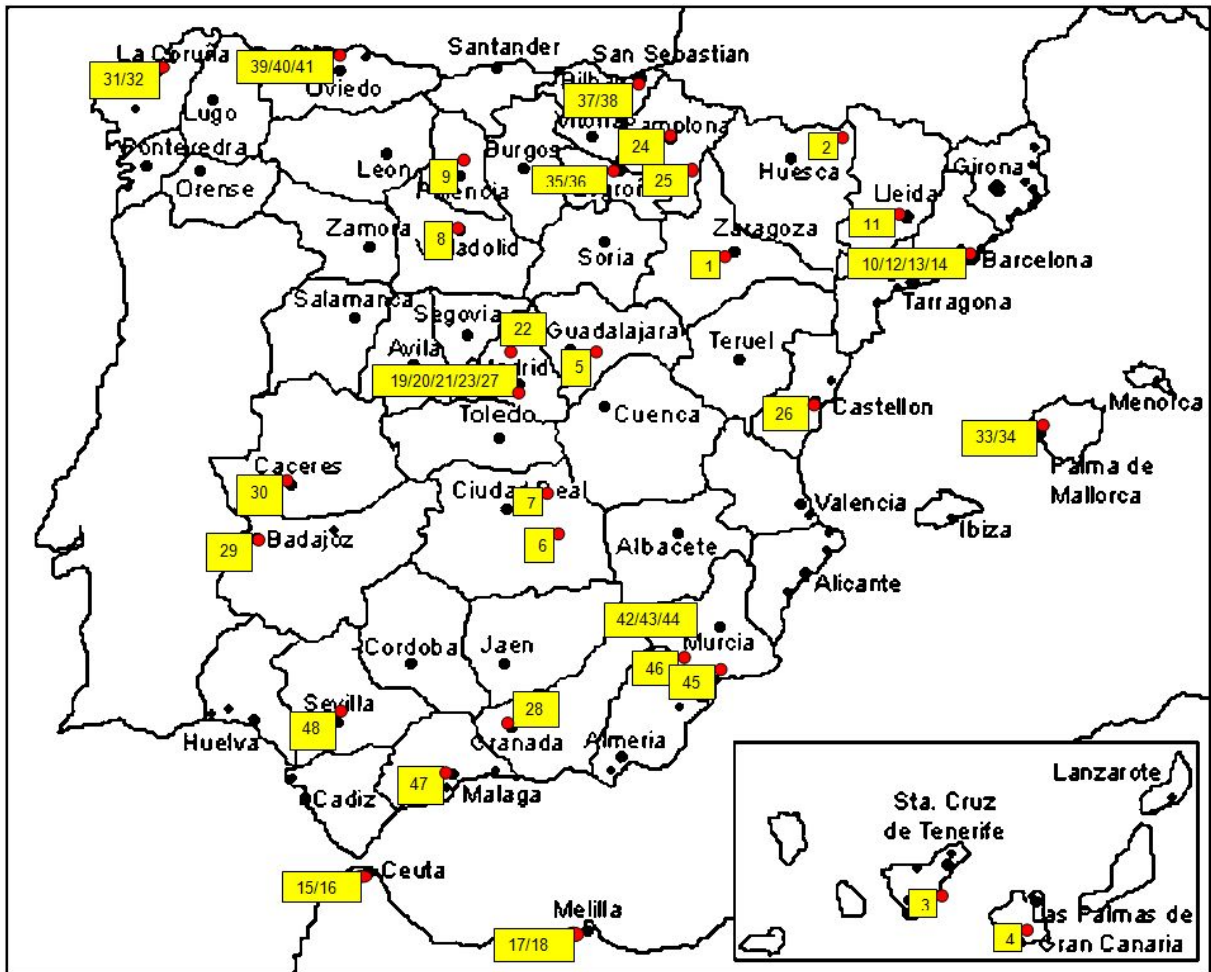 La Coruña
39/40/41
Santander
San Sebastian
31/32
Oviedo
Lugo
37/38
Pamplona
Pontevedra
Leon
Burgos
24
2
Girona
Orense
9
35/36
25
Huesca
Lleida
Zamora
8
Soria
Zaragoza
11
1
10/12/13/14
Barcelona
Tarragona
Salamanca
Segovia
22
Guadalajara
Teruel
Avila
5
19/20/21/23/27
Toledo
Cuenca
26
Castellon
Menorca
33/34
Caceres
Ciudad Real
Palma de
Mallorca
30
7
Valencia
Ibiza
29
Badajoz
6
Albacete
Alicante
42/43/44
Cordoba
Jaen
Murcia
46
45
Sevilla
28
48
Huelva
Granada
Almeria
47
Malaga
Cadiz
Lanzarote
Sta. Cruz
de Tenerife
Ceuta
15/16
3
Melilla
17/18
Las Palmas de
4
Gran Canaria